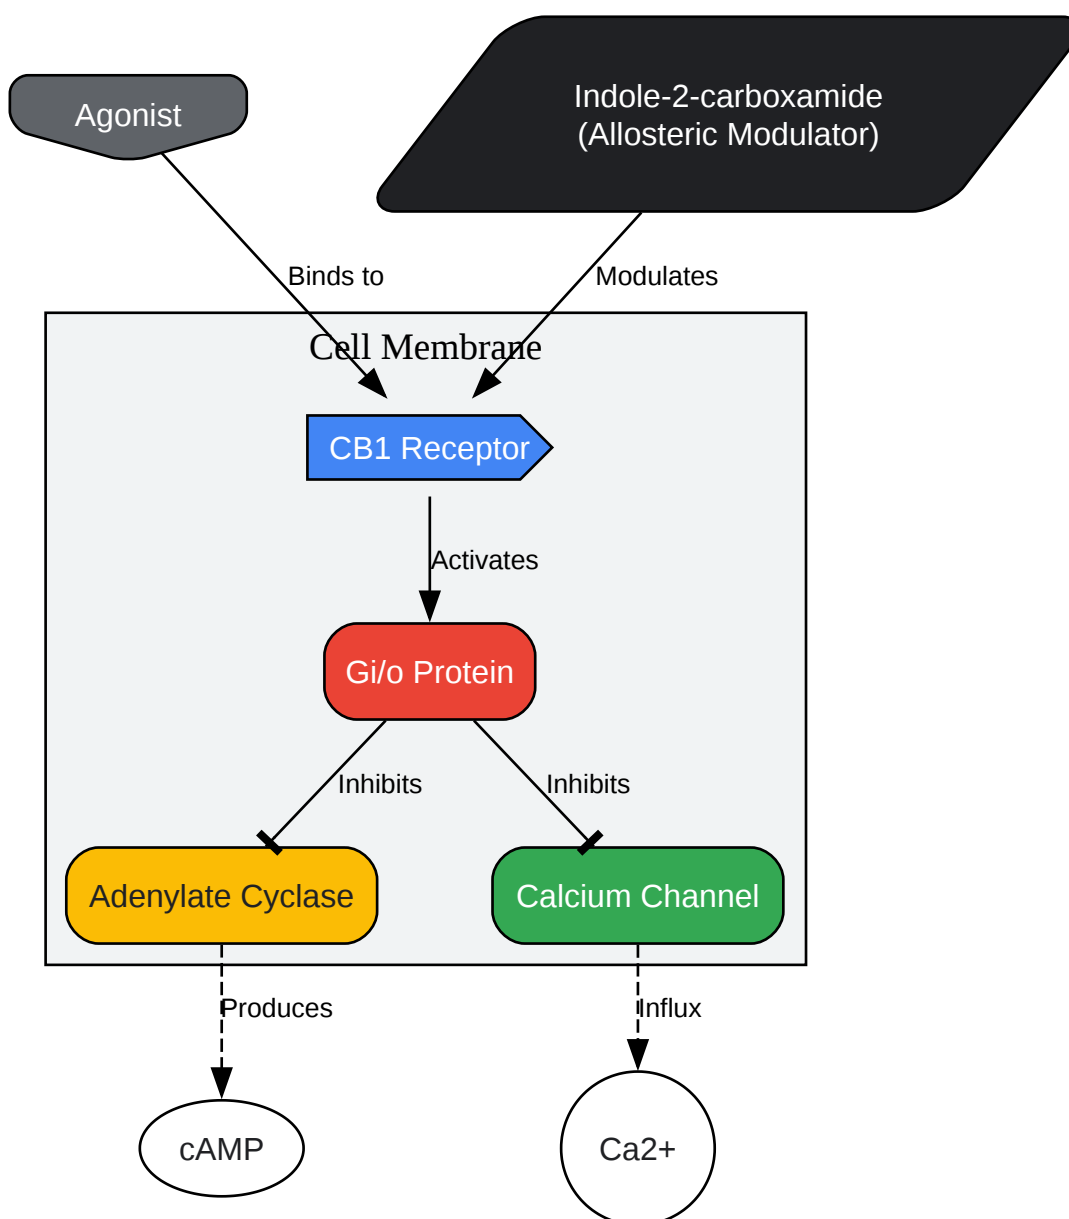 Agonist
Indole-2-carboxamide
(Allosteric Modulator)
Binds to
Modulates
Cell Membrane
CB1 Receptor
Activates
Gi/o Protein
Inhibits
Inhibits
Adenylate Cyclase
Calcium Channel
Produces
Influx
cAMP
Ca2+